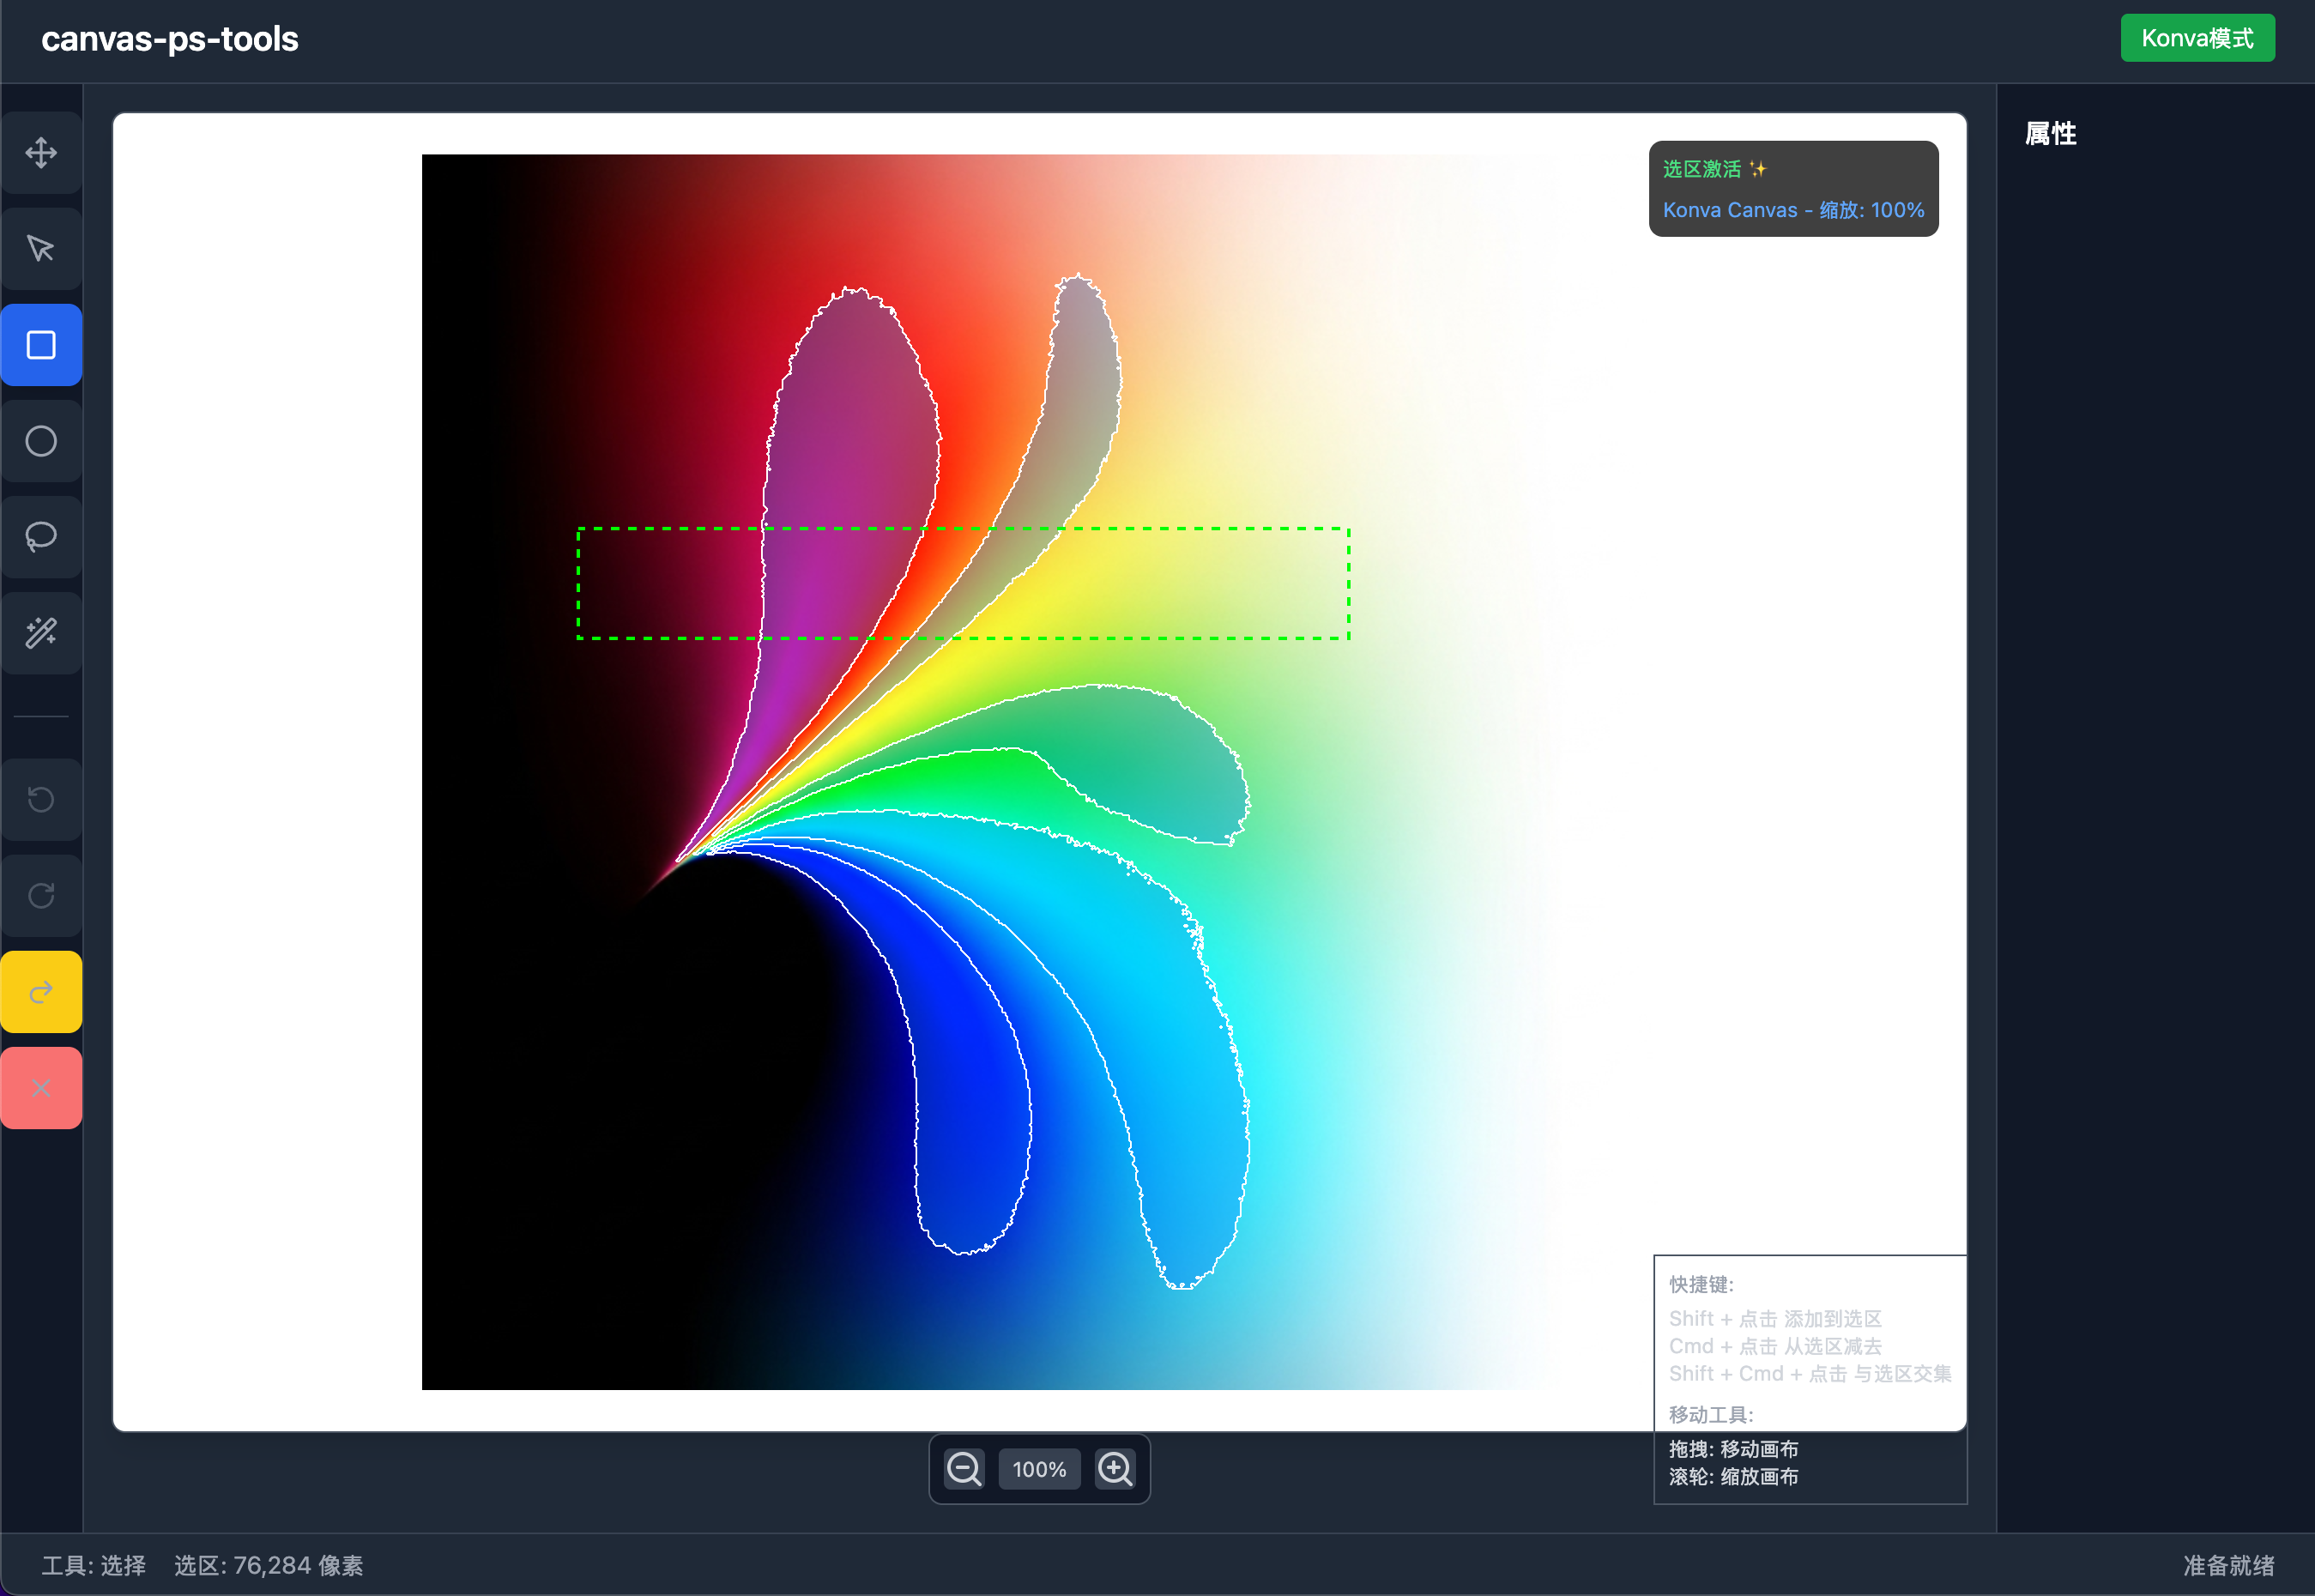 canvas-ps-tools
Konva模式
属性
选区激活 ✨
Konva Canvas - 缩放: 100%
快捷键:
Shift + 点击 添加到选区
Cmd + 点击 从选区减去
Shift + Cmd + 点击 与选区交集
移动工具:
拖拽: 移动画布
滚轮: 缩放画布
100%
工具: 选择 选区: 76,284 像素
准备就绪